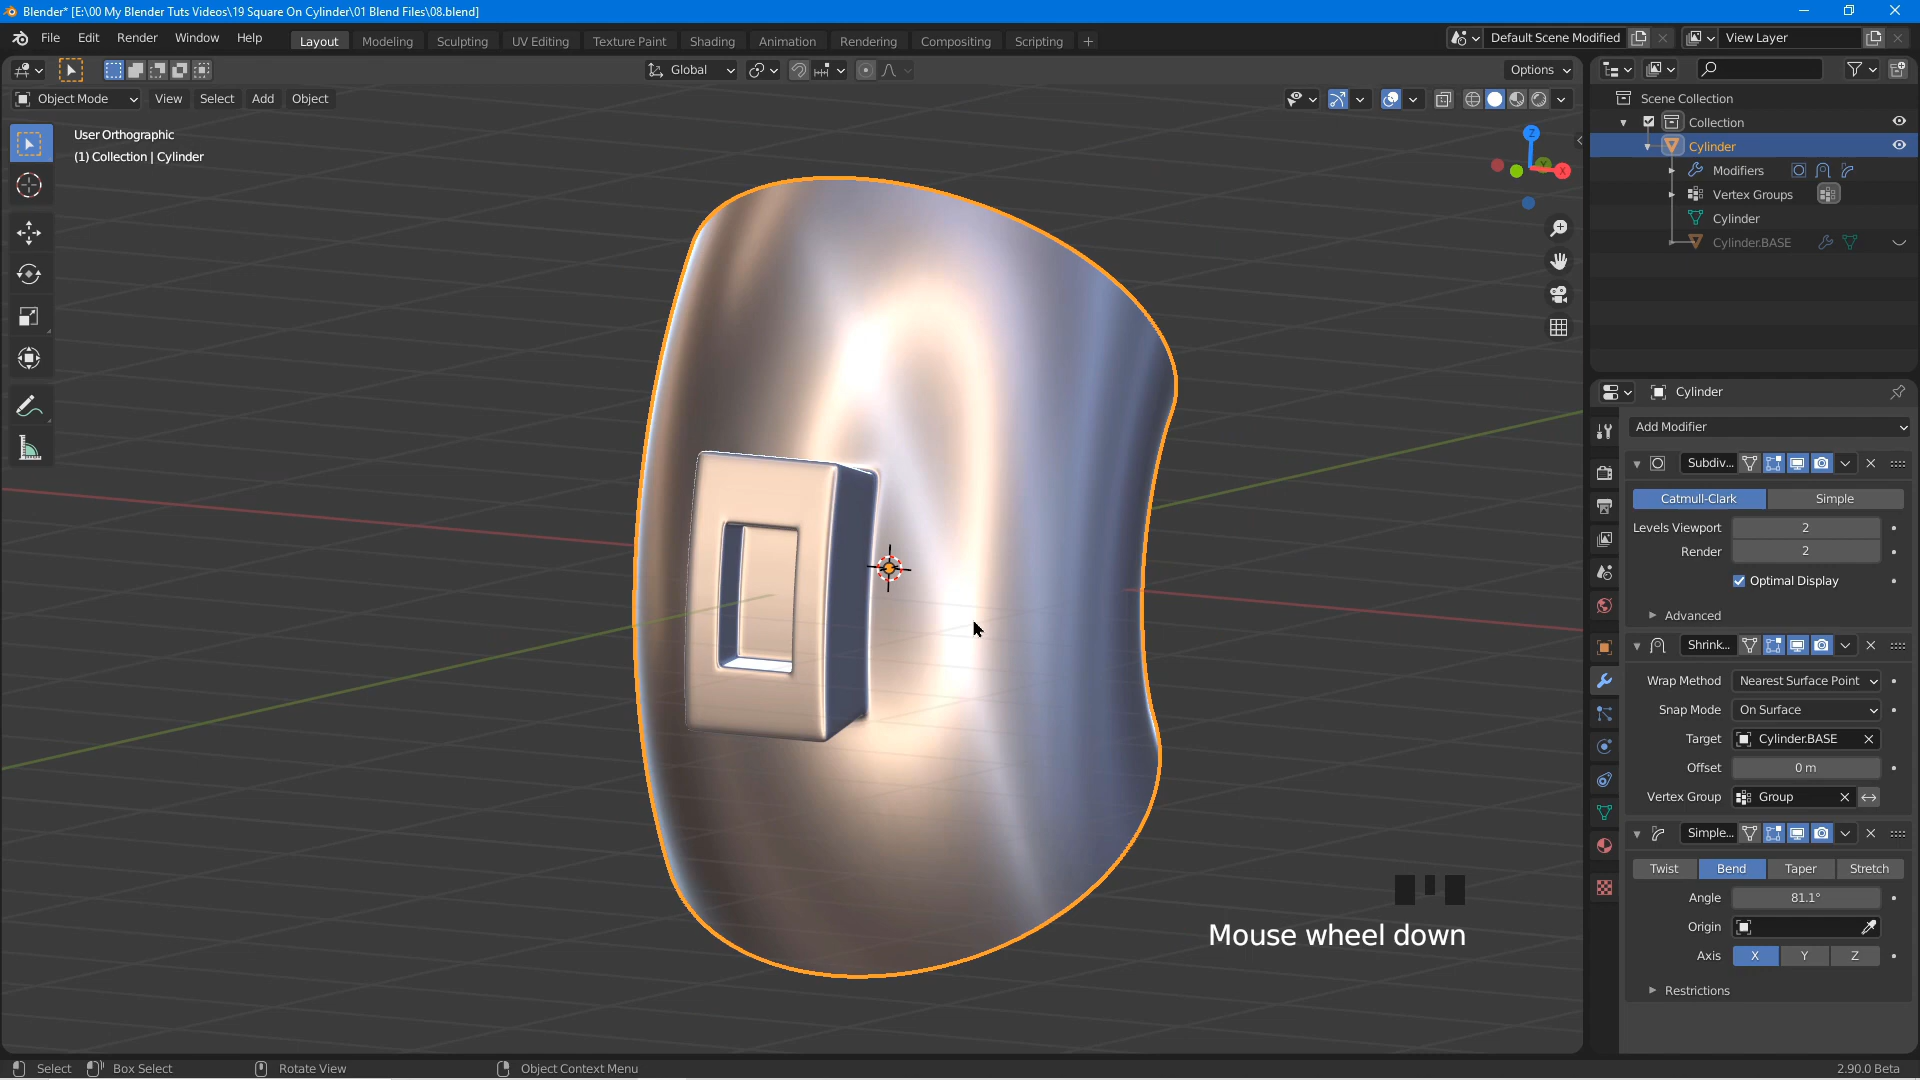 Blender* [E:\00 My Blender Tuts Videos\19 Square On Cylinder\01 Blend Files\08.blend]
File Edit Render Window Help
Layout Modeling Sculpting UV Editing Texture Paint Shading Animation Rendering Compositing Scripting +
Default Scene Modified
View Layer
Global
Options
Object Mode View Select Add Object
User Orthographic
(1) Collection | Cylinder
Z
Y
X
Scene Collection
Collection
Cylinder
Modifiers
Vertex Groups
Cylinder
Cylinder.BASE
Cylinder
Add Modifier
Subdiv...
Catmull-Clark Simple
Levels Viewport 2
Render 2
Optimal Display
Advanced
Shrink...
Wrap Method Nearest Surface Point
Snap Mode On Surface
Target Cylinder.BASE
Offset 0 m
Vertex Group Group
Simple...
Twist Bend Taper Stretch
Angle 81.1°
Origin
Axis X Y Z
Restrictions
Mouse wheel down
Select Box Select Rotate View Object Context Menu 2.90.0 Beta